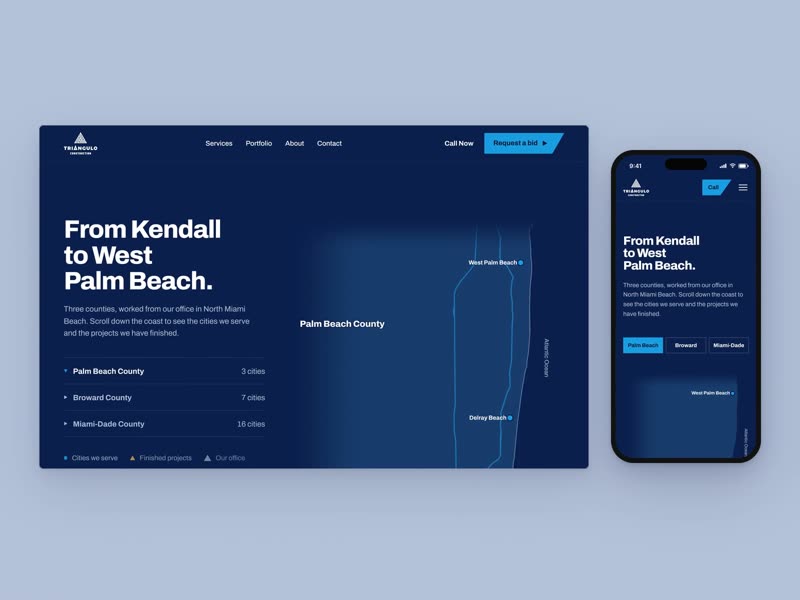 TRIÁNGULO
CONSTRUCTION
Services
Portfolio
About
Contact
Call Now
Request a bid
From Kendall
to West
Palm Beach.
Three counties, worked from our office in North Miami
Beach. Scroll down the coast to see the cities we serve
and the projects we have finished.
Palm Beach County 3 cities
Broward County 7 cities
Miami-Dade County 16 cities
Cities we serve
Finished projects
Our office
West Palm Beach
Palm Beach County
Atlantic Ocean
Delray Beach
9:41
TRIÁNGULO
CONSTRUCTION
Call
From Kendall
to West
Palm Beach.
Three counties, worked from our office in
North Miami Beach. Scroll down the coast to
see the cities we serve and the projects we
have finished.
Palm Beach
Broward
Miami-Dade
West Palm Beach
Atlantic Ocean